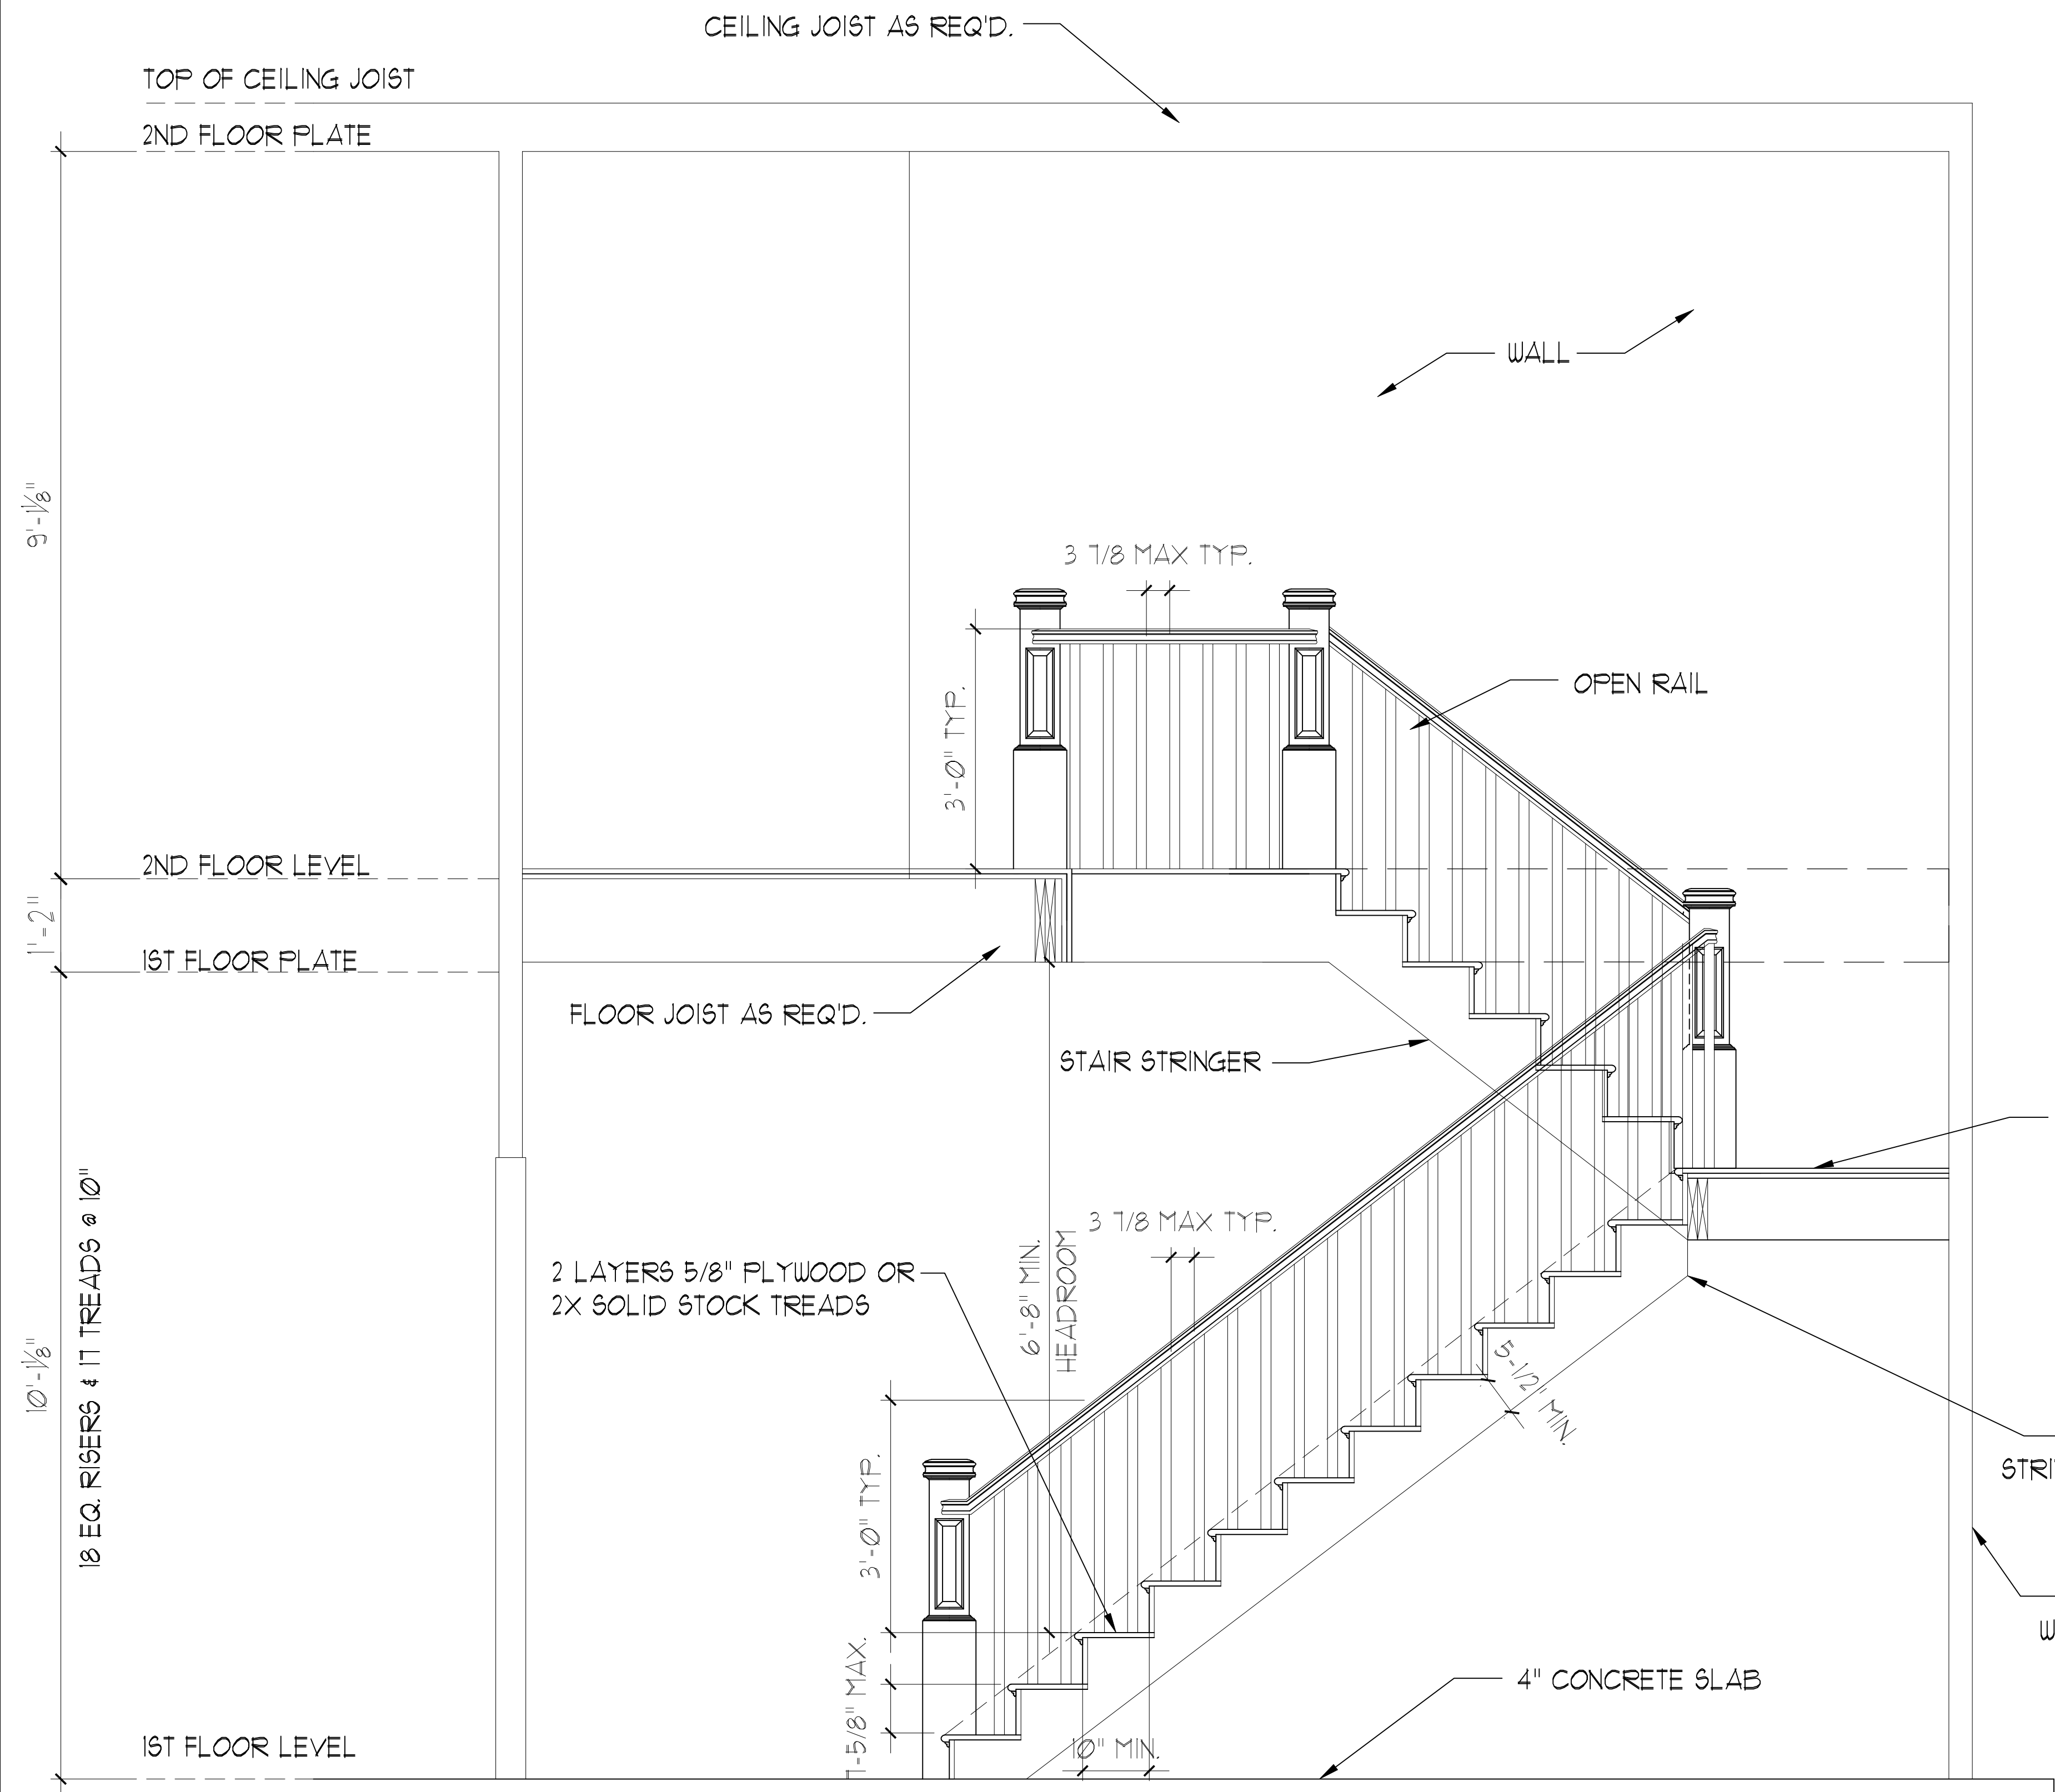 CEILING JOIST AS REQ'D.
TOP OF CEILING JOIST
2ND FLOOR PLATE
9'-1 1/8"
WALL
3 7/8 MAX TYP.
OPEN RAIL
3'-0" TYP.
2ND FLOOR LEVEL
1'-2"
1ST FLOOR PLATE
FLOOR JOIST AS REQ'D.
STAIR STRINGER
10'-1 1/8"
18 EQ. RISERS & 17 TREADS @ 10"
3 7/8 MAX TYP.
6'-8" MIN.
HEADROOM
2 LAYERS 5/8" PLYWOOD OR
2X SOLID STOCK TREADS
5-1/2" MIN.
3'-0" TYP.
7-5/8" MAX.
4" CONCRETE SLAB
10" MIN.
1ST FLOOR LEVEL